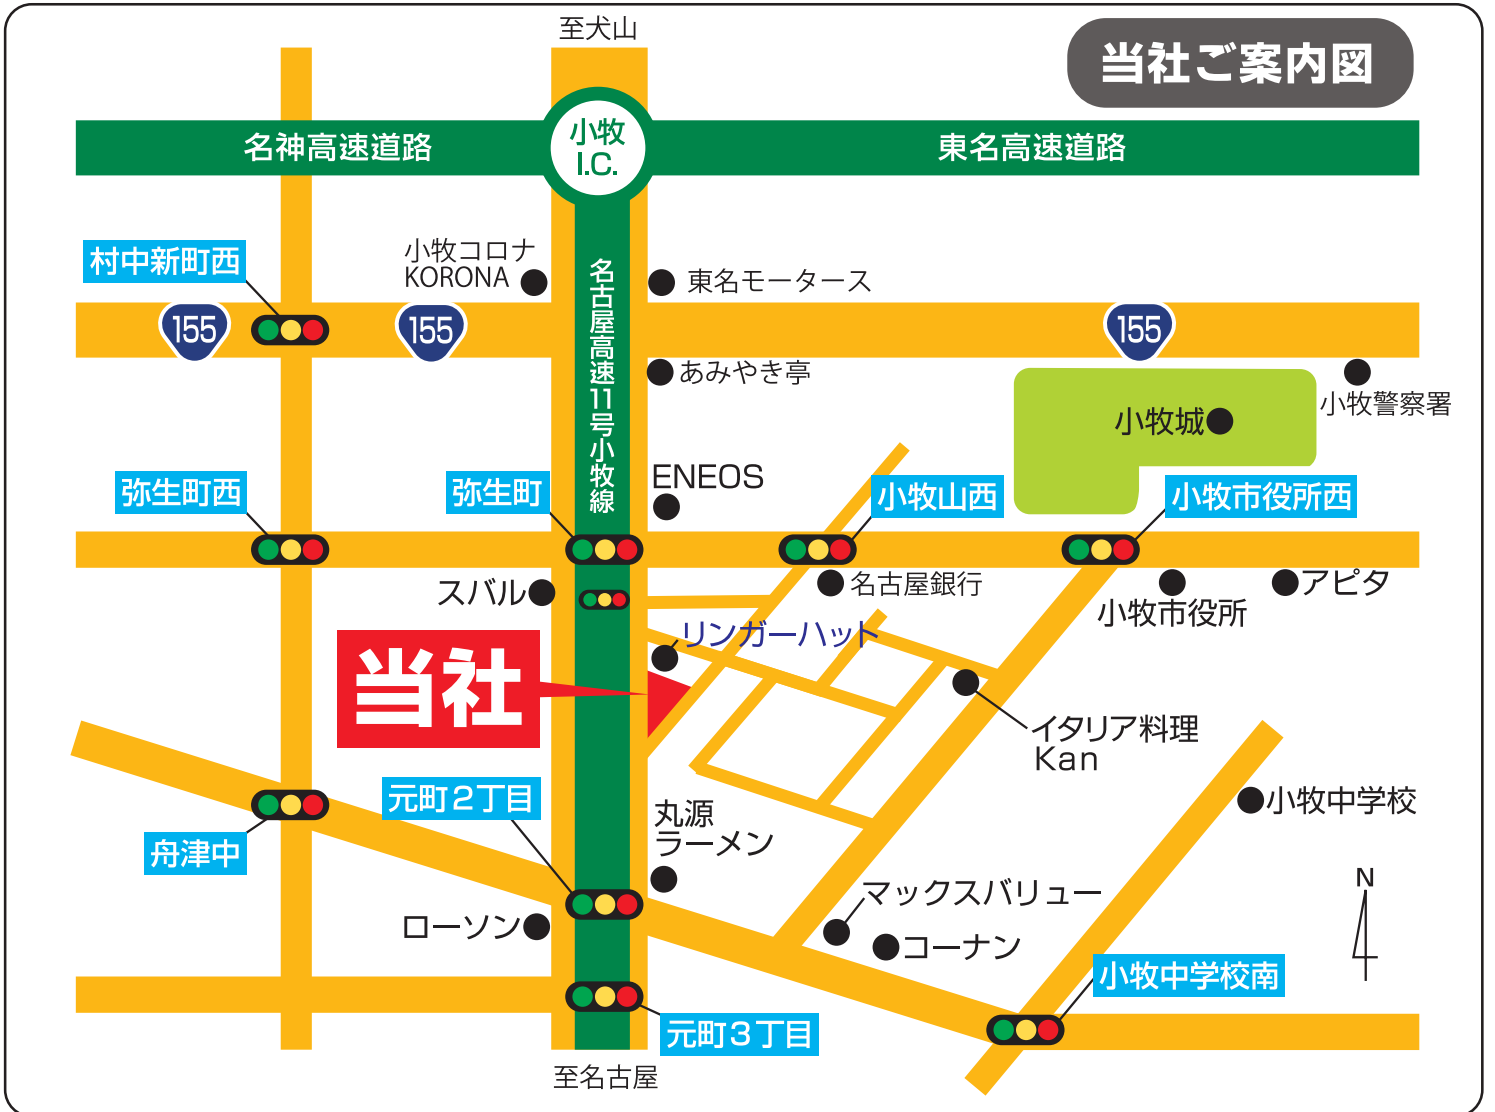 至犬山
当社ご案内図
名神高速道路
小牧
I.C.
東名高速道路
村中新町西
小牧コロナ
KORONA
東名モータース
名古屋高速11号小牧線
155
155
155
あみやき亭
小牧城
小牧警察署
弥生町西
弥生町
ENEOS
小牧山西
小牧市役所西
スバル
名古屋銀行
小牧市役所
アピタ
リンガーハット
当社
イタリア料理
Kan
元町2丁目
丸源
ラーメン
小牧中学校
舟津中
マックスバリュー
N
ローソン
コーナン
小牧中学校南
元町3丁目
至名古屋